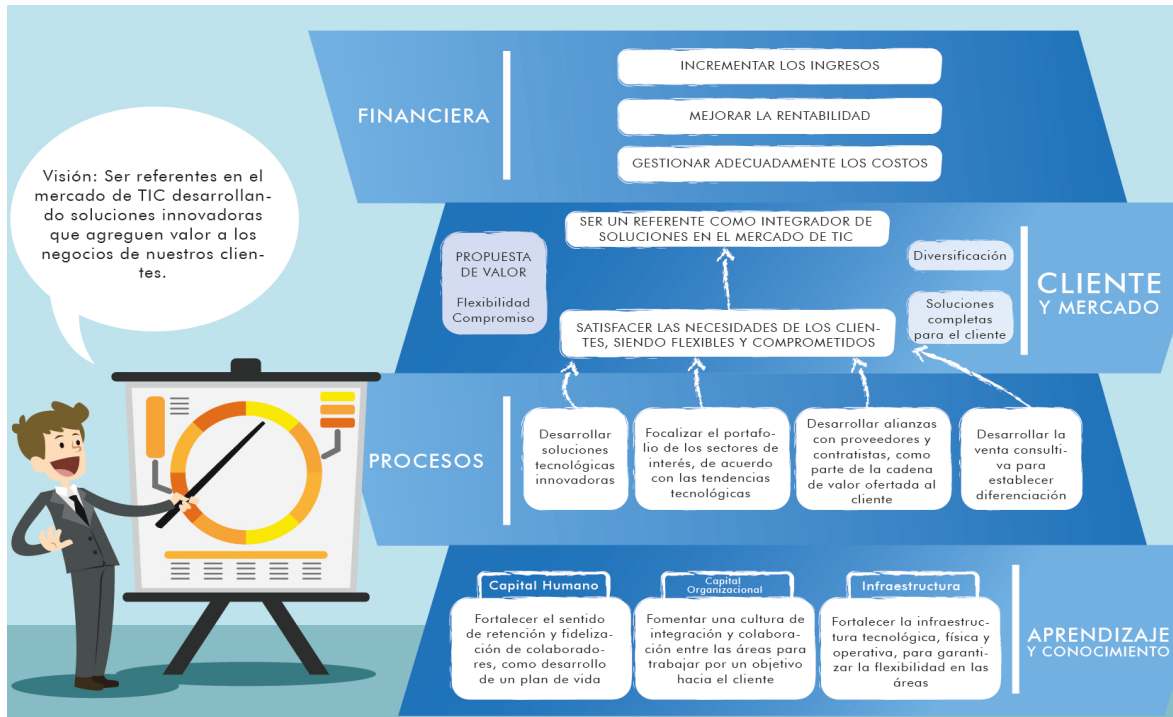 Visión: Ser referentes en el
mercado de TIC desarrollan-
do soluciones innovadoras
que agreguen valor a los
negocios de nuestros clien-
tes.
FINANCIERA
INCREMENTAR LOS INGRESOS
MEJORAR LA RENTABILIDAD
GESTIONAR ADECUADAMENTE LOS COSTOS
CLIENTE
Y MERCADO
PROPUESTA
DE VALOR
Flexibilidad
Compromiso
SER UN REFERENTE COMO INTEGRADOR DE
SOLUCIONES EN EL MERCADO DE TIC
SATISFACER LAS NECESIDADES DE LOS CLIEN-
TES, SIENDO FLEXIBLES Y COMPROMETIDOS
Diversificación
Soluciones
completas
para el cliente
PROCESOS
Desarrollar
soluciones
tecnológicas
innovadoras
Focalizar el portafo-
lio de los sectores de
interés, de acuerdo
con las tendencias
tecnológicas
Desarrollar alianzas
con proveedores y
contratistas, como
parte de la cadena
de valor ofertada al
cliente
Desarrollar la
venta consulti-
va para
establecer
diferenciación
Capital Humano
Fortalecer el sentido
de retención y fideliza-
ción de colaborado-
res, como desarrollo
de un plan de vida
Capital
Organizacional
Fomentar una cultura de
integración y colabora-
ción entre las áreas para
trabajar por un objetivo
hacia el cliente
Infraestructura
Fortalecer la infraestruc-
tura tecnológica, física y
operativa, para garanti-
zar la flexibilidad en las
áreas
APRENDIZAJE
Y CONOCIMIENTO